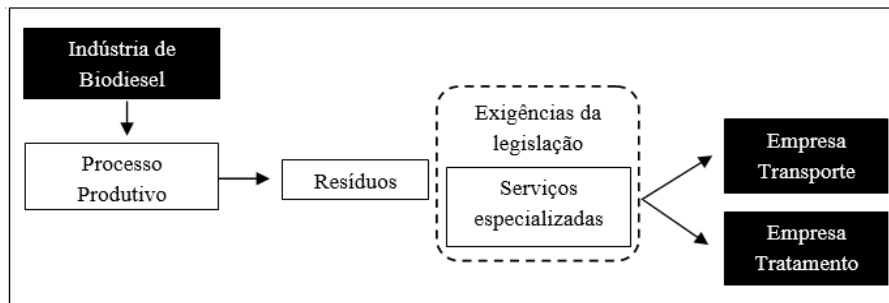 Indústria de
Biodiesel
Processo
Produtivo
Resíduos
Exigências da
legislação
Serviços
especializadas
Empresa
Transporte
Empresa
Tratamento